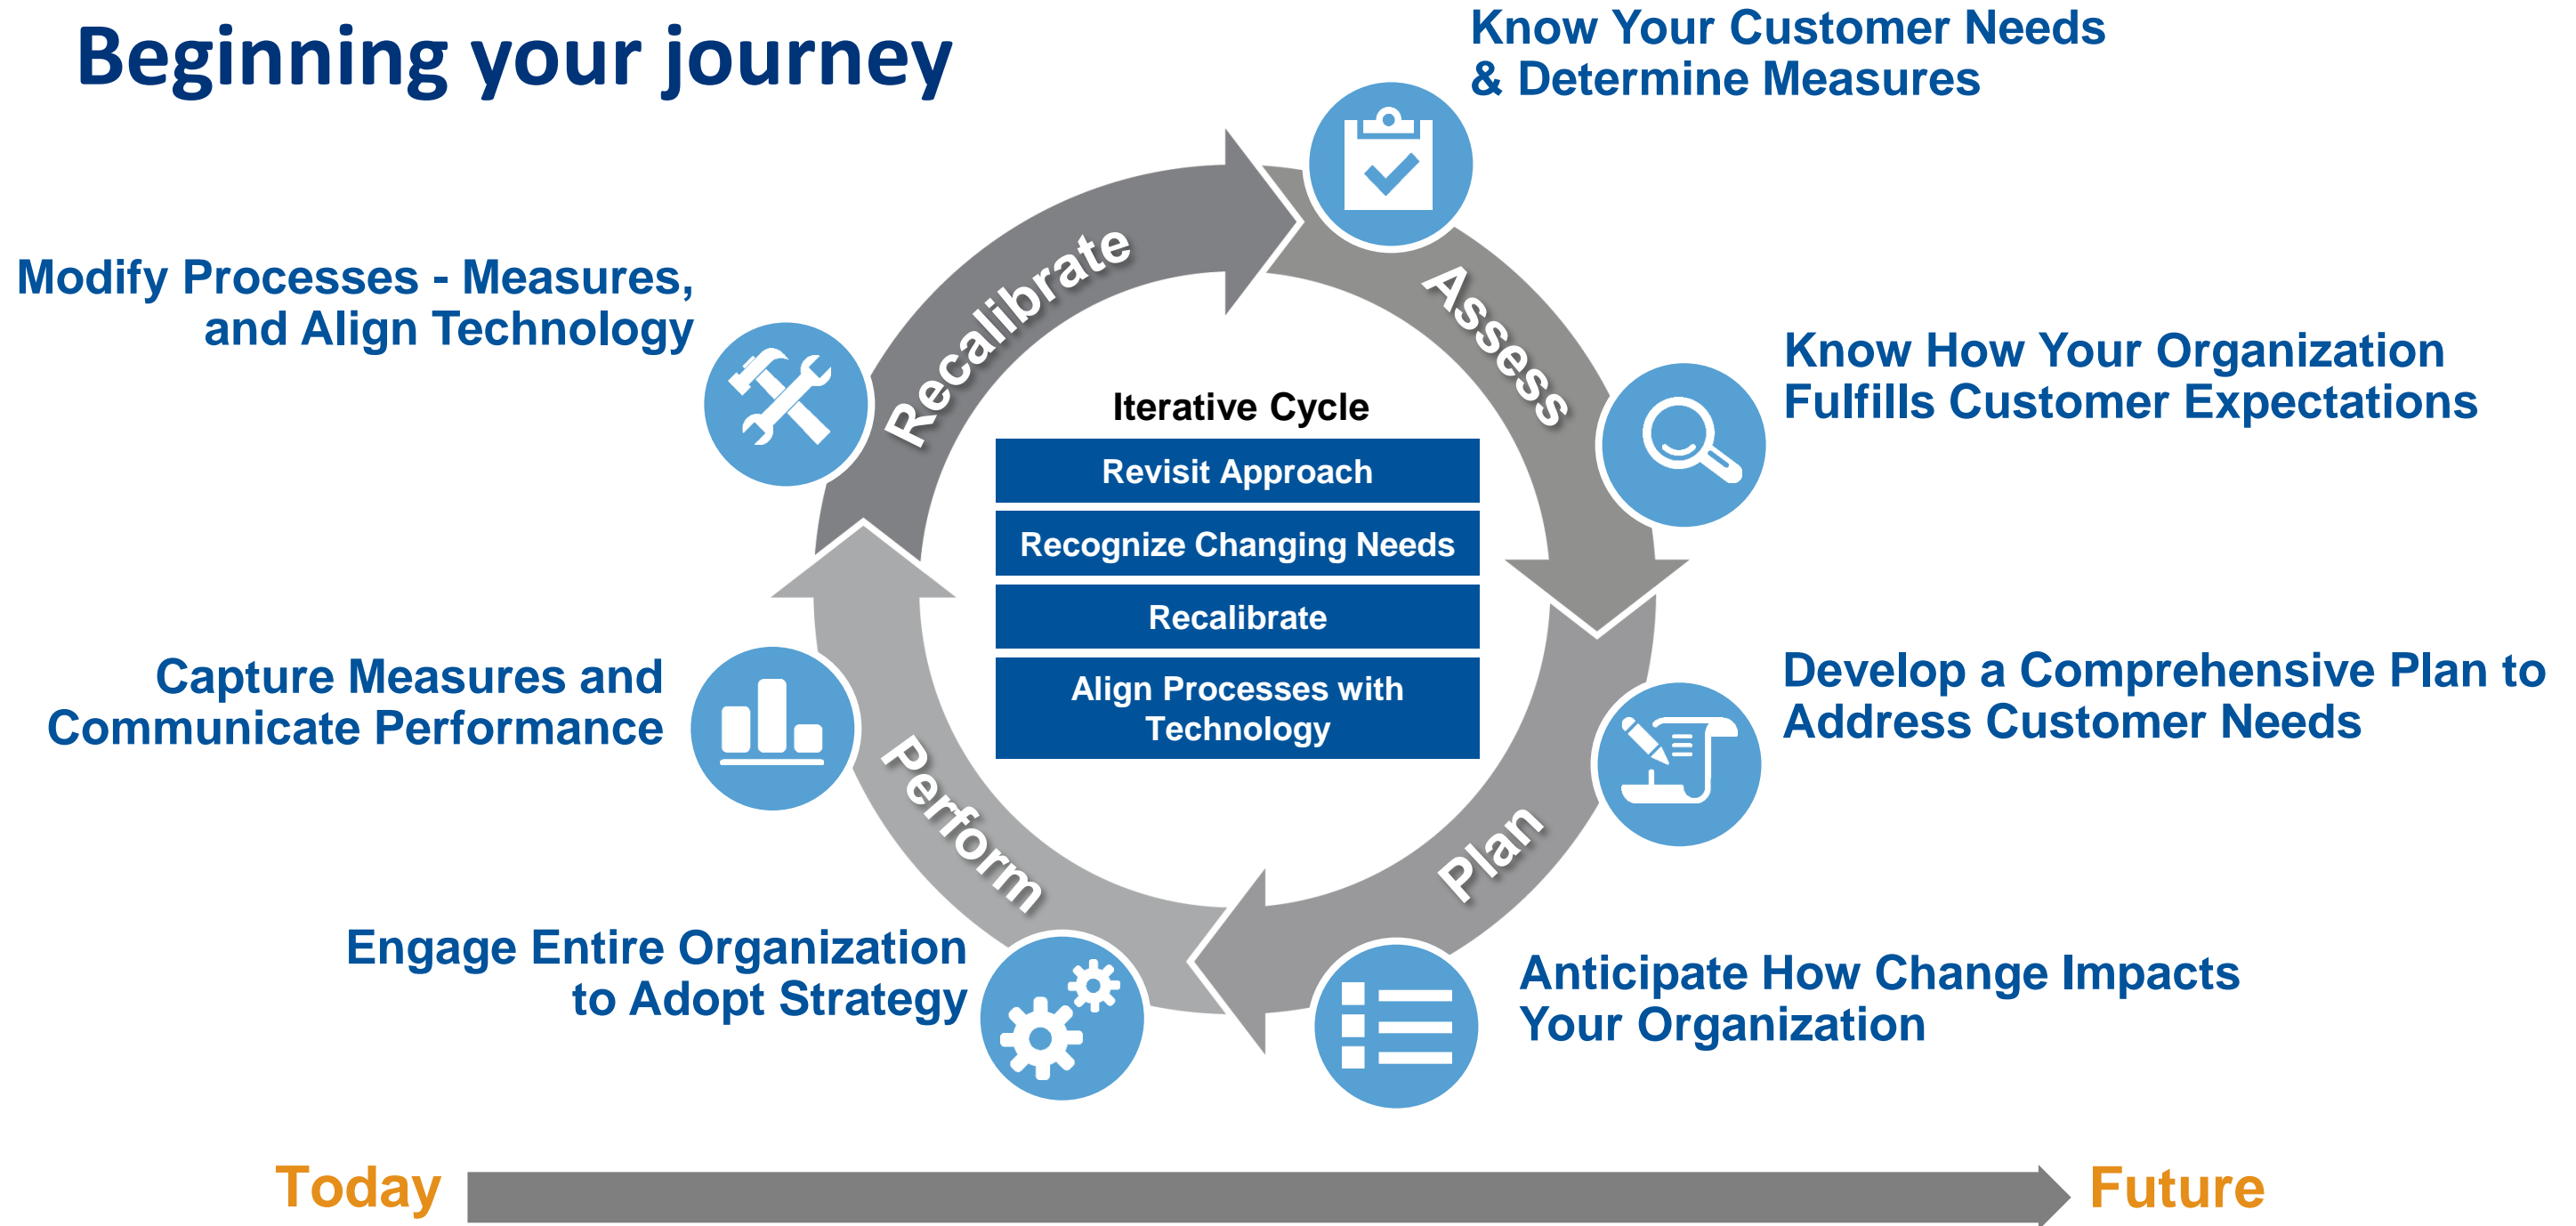 Beginning your journey
Know Your Customer Needs
& Determine Measures
Modify Processes - Measures,
and Align Technology
Recalibrate
Assess
Know How Your Organization
Fulfills Customer Expectations
Iterative Cycle
Revisit Approach
Recognize Changing Needs
Recalibrate
Align Processes with
Technology
Capture Measures and
Communicate Performance
Develop a Comprehensive Plan to
Address Customer Needs
Perform
Plan
Engage Entire Organization
to Adopt Strategy
Anticipate How Change Impacts
Your Organization
Today
Future